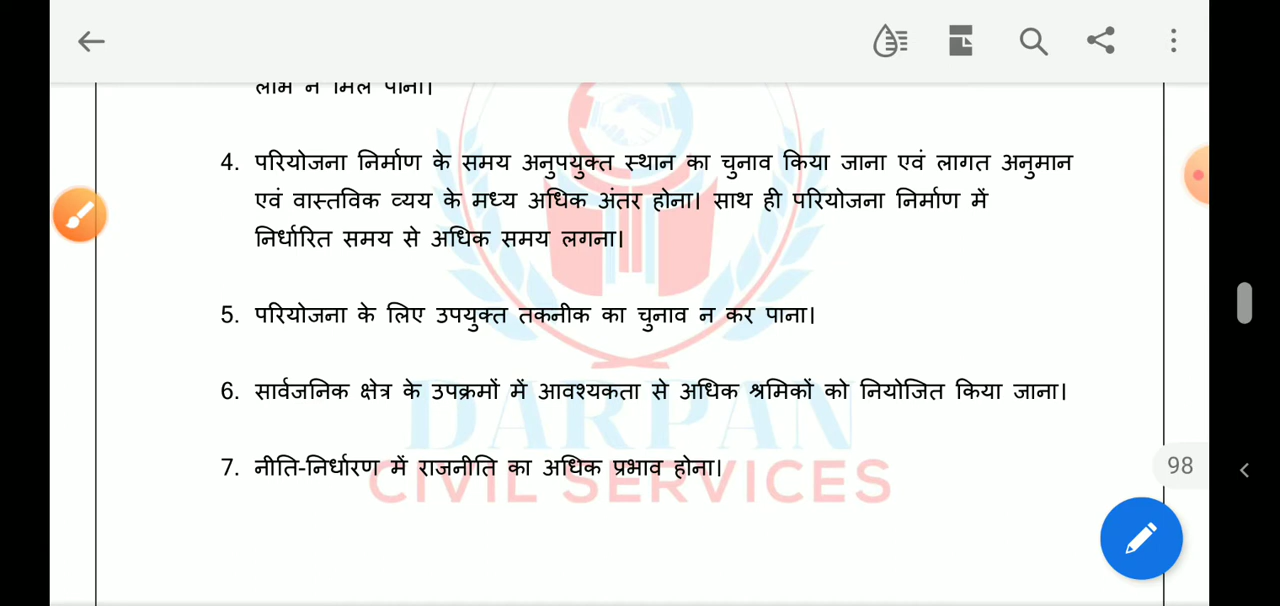 लाभ न मिल पाना।
4. परियोजना निर्माण के समय अनुपयुक्त स्थान का चुनाव किया जाना एवं लागत अनुमान
एवं वास्तविक व्यय के मध्य अधिक अंतर होना। साथ ही परियोजना निर्माण में
निर्धारित समय से अधिक समय लगना।
5. परियोजना के लिए उपयुक्त तकनीक का चुनाव न कर पाना।
6. सार्वजनिक क्षेत्र के उपक्रमों में आवश्यकता से अधिक श्रमिकों को नियोजित किया जाना।
DARPAN
7. नीति-निर्धारण में राजनीति का अधिक प्रभाव होना।
98
CIVIL SERVICES